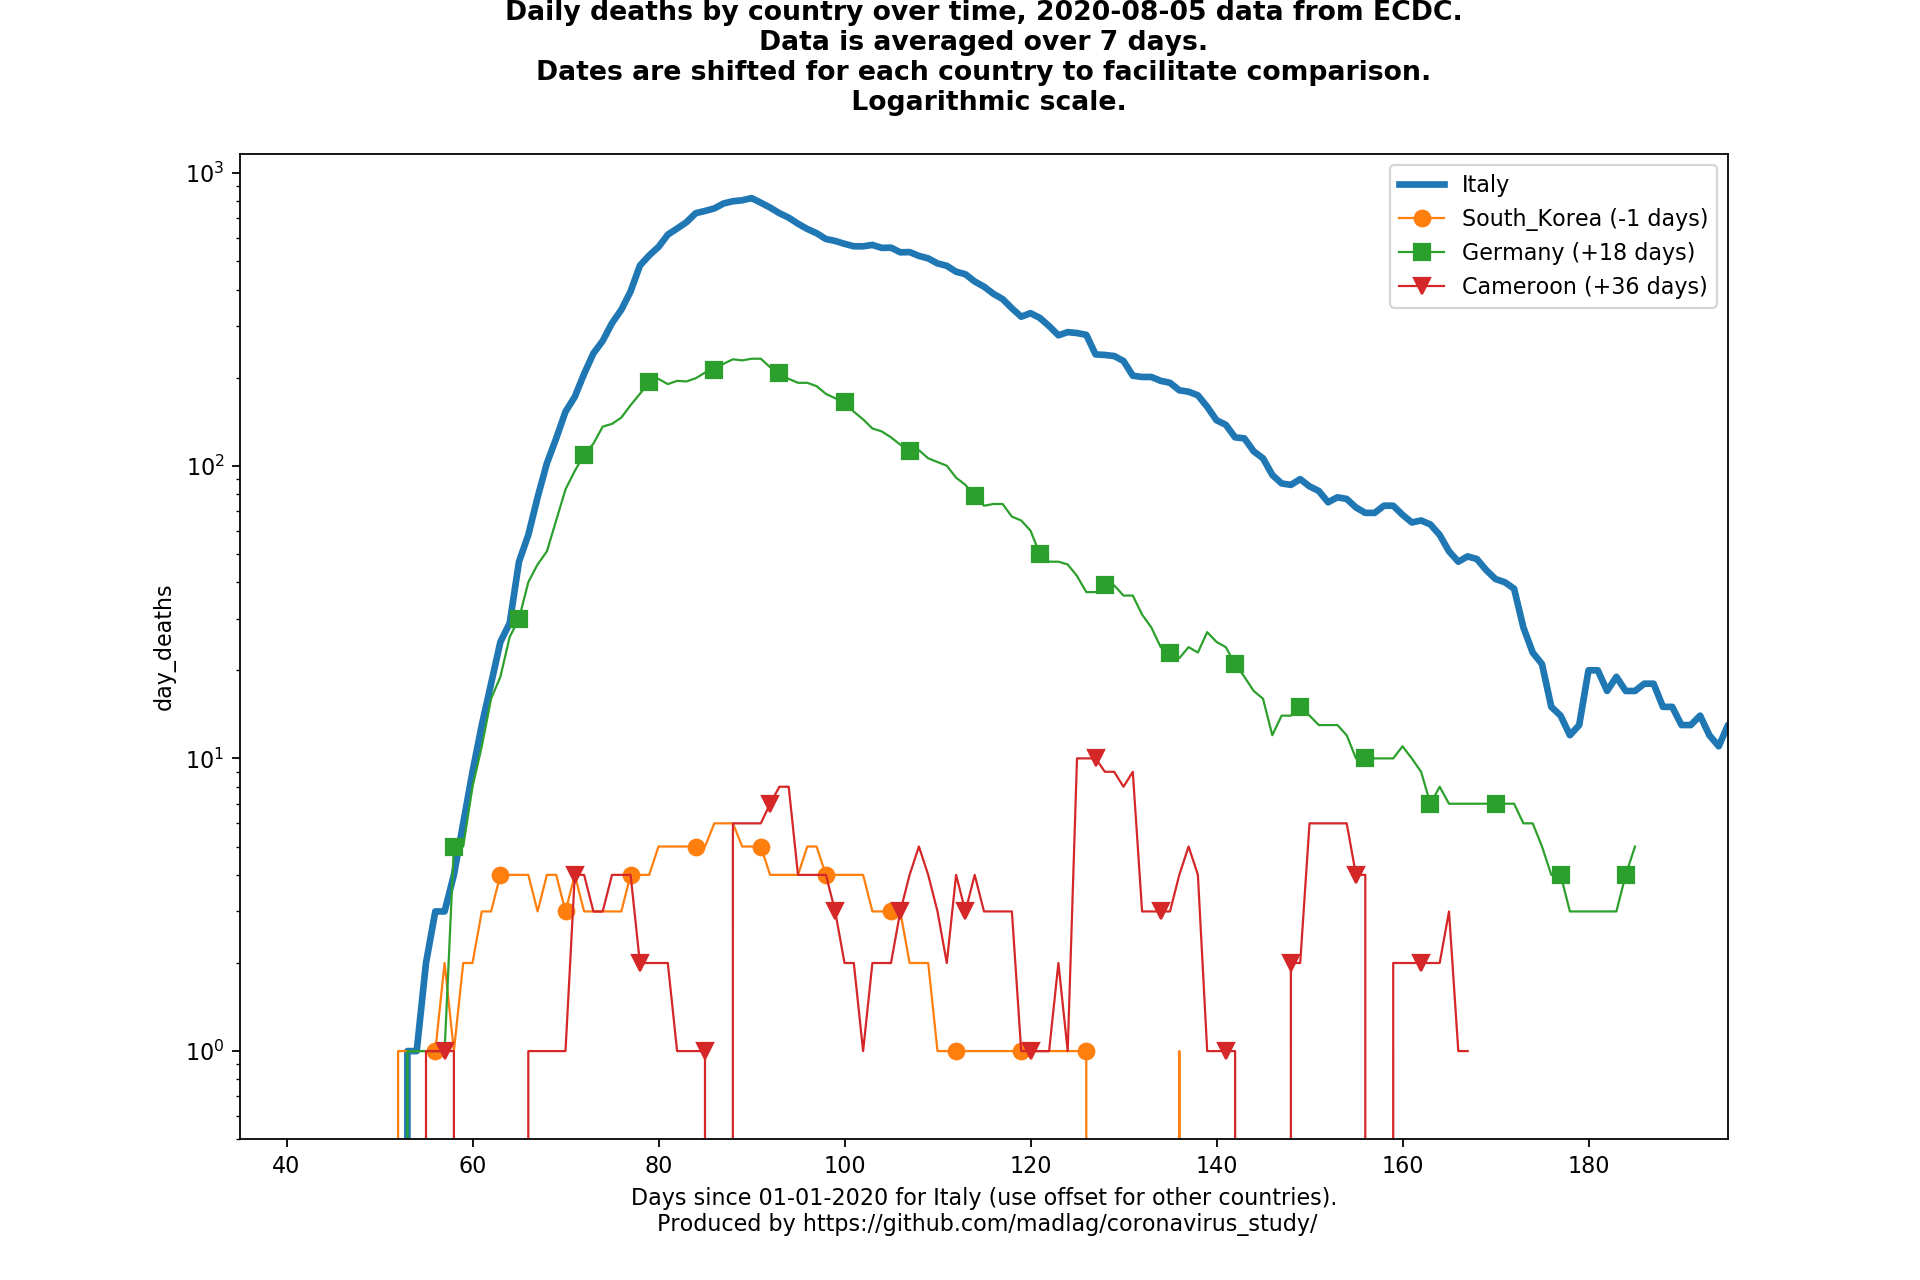 Daily deaths by country over time, 2020-08-05 data from ECDC.
Data is averaged over 7 days.
Dates are shifted for each country to facilitate comparison.
Logarithmic scale.
10³
10²
10¹
10⁰
day_deaths
Italy
South_Korea (-1 days)
Germany (+18 days)
Cameroon (+36 days)
40 60 80 100 120 140 160 180
Days since 01-01-2020 for Italy (use offset for other countries).
Produced by https://github.com/madlag/coronavirus_study/